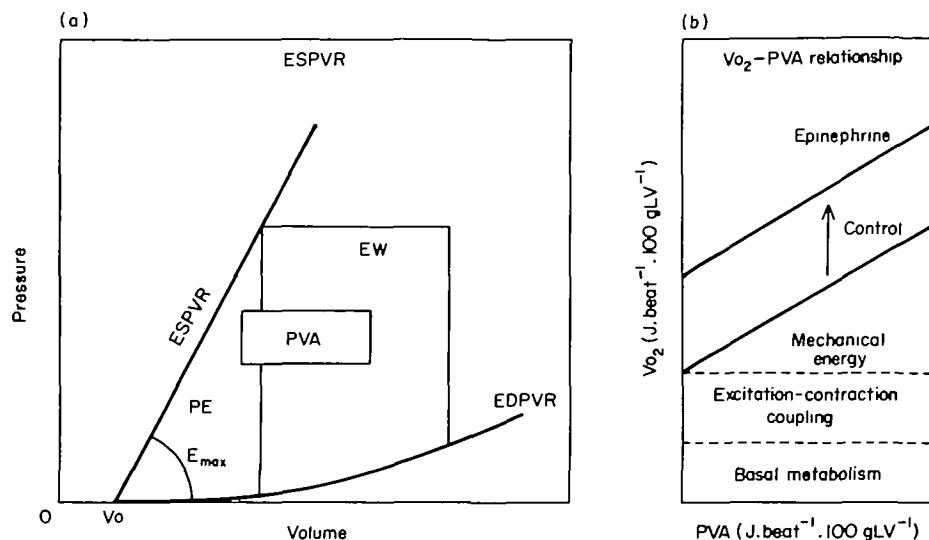 (a)
ESPVR
Pressure
ESPVR
EW
PVA
PE
EDPVR
Emax
O
Vo
Volume
(b)
Vo2–PVA relationship
Epinephrine
Control
Vo2 (J.beat⁻¹.100 gLV⁻¹)
Mechanical
energy
Excitation-contraction
coupling
Basal metabolism
PVA (J.beat⁻¹.100 gLV⁻¹)